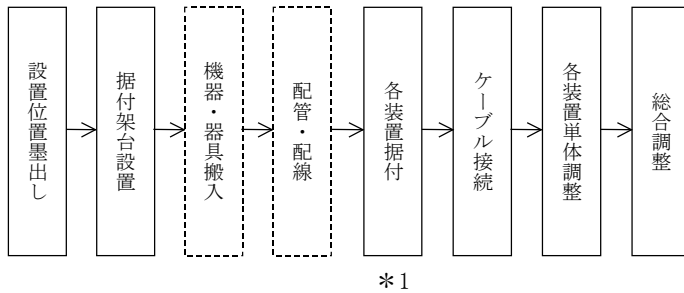 設置位置墨出し
据付架台設置
機器・器具搬入
配管・配線
各装置据付
ケーブル接続
各装置単体調整
総合調整
＊1